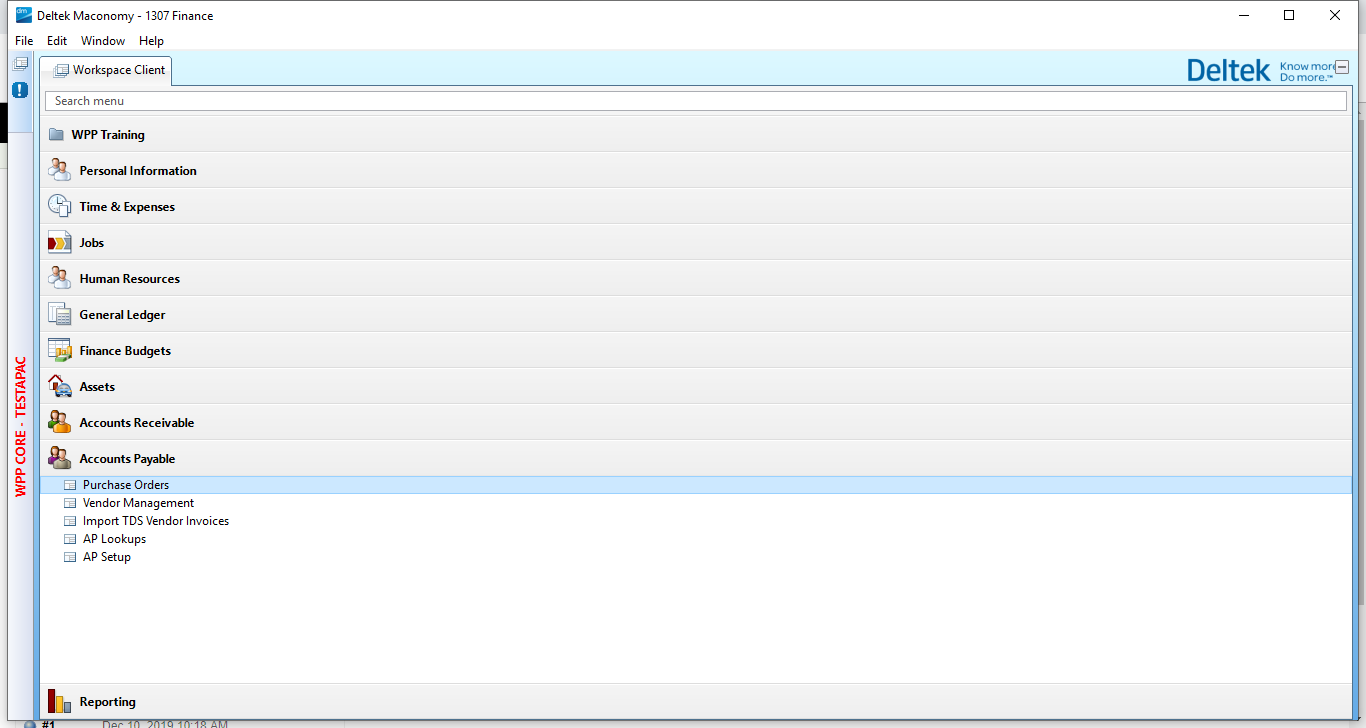 dm
Deltek Maconomy - 1307 Finance
File Edit Window Help
Workspace Client
Deltek Know more
Do more.™
Search menu
WPP Training
Personal Information
Time & Expenses
Jobs
Human Resources
General Ledger
Finance Budgets
Assets
Accounts Receivable
Accounts Payable
Purchase Orders
Vendor Management
Import TDS Vendor Invoices
AP Lookups
AP Setup
Reporting
WPP CORE - TESTAPAC
#1 Dec 10, 2019 10:18 AM